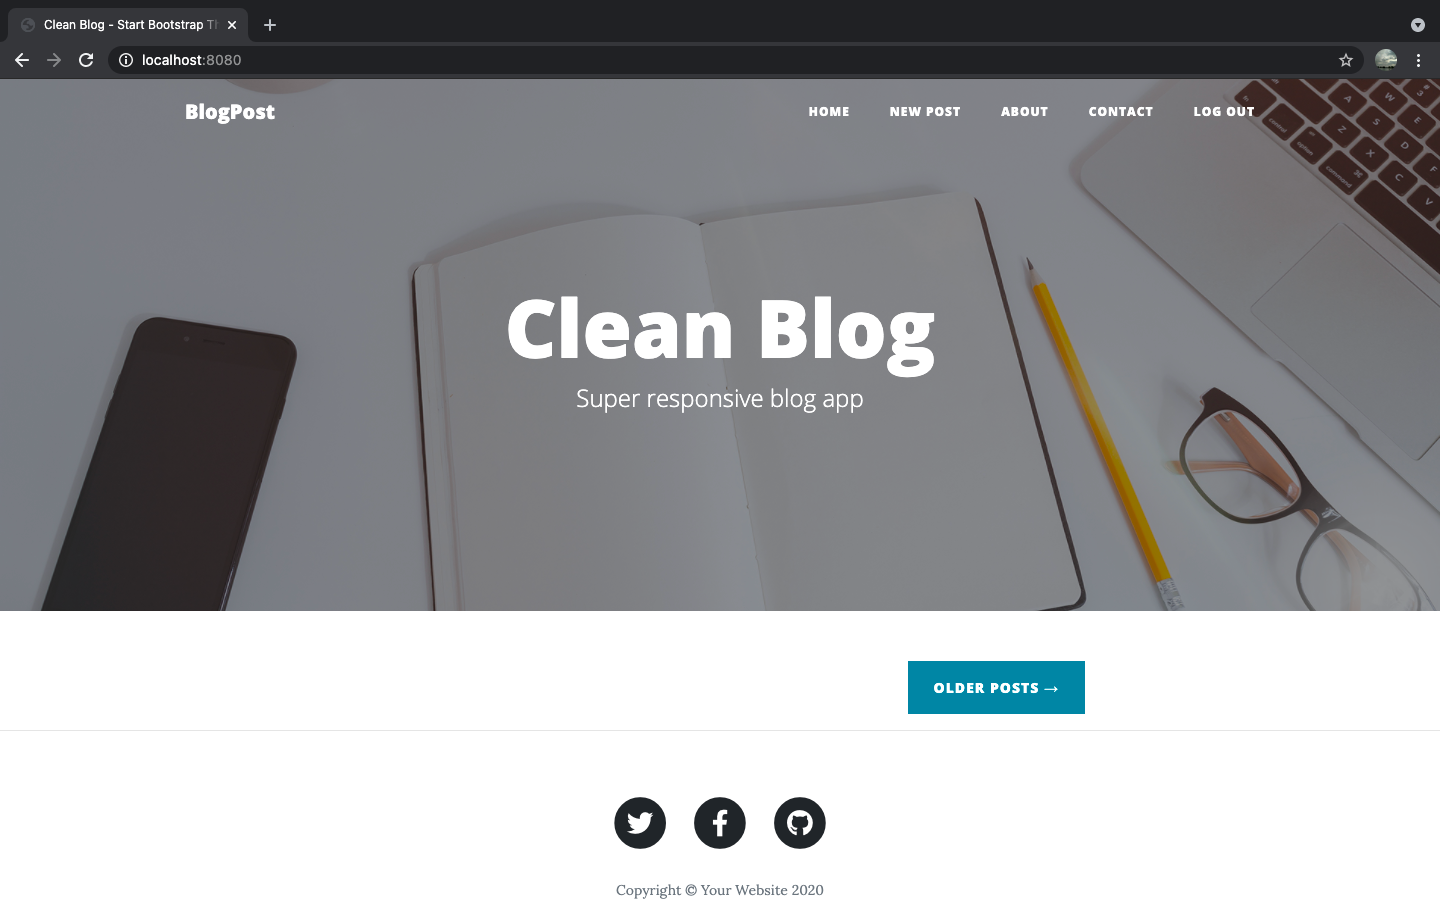 Clean Blog - Start Bootstrap Th
localhost:8080
BlogPost
HOME NEW POST ABOUT CONTACT LOG OUT
Clean Blog
Super responsive blog app
OLDER POSTS →
Copyright © Your Website 2020